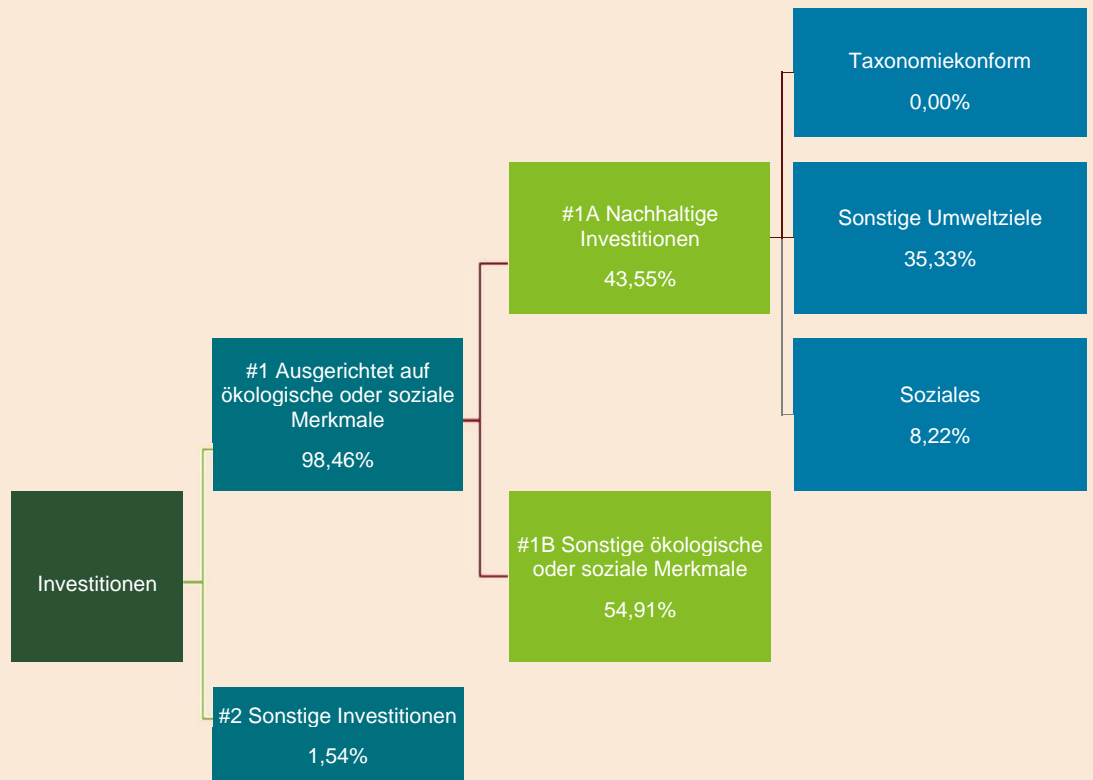 Taxonomiekonform
0,00%
#1A Nachhaltige
Investitionen
43,55%
Sonstige Umweltziele
35,33%
#1 Ausgerichtet auf
ökologische oder soziale
Merkmale
98,46%
Soziales
8,22%
Investitionen
#1B Sonstige ökologische
oder soziale Merkmale
54,91%
#2 Sonstige Investitionen
1,54%